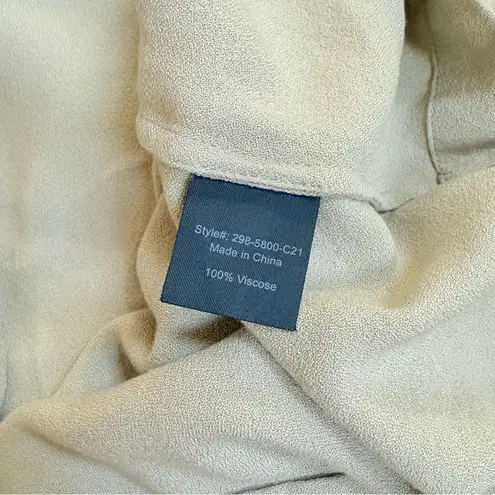 Style#: 298-5800-C21
Made in China
100% Viscose